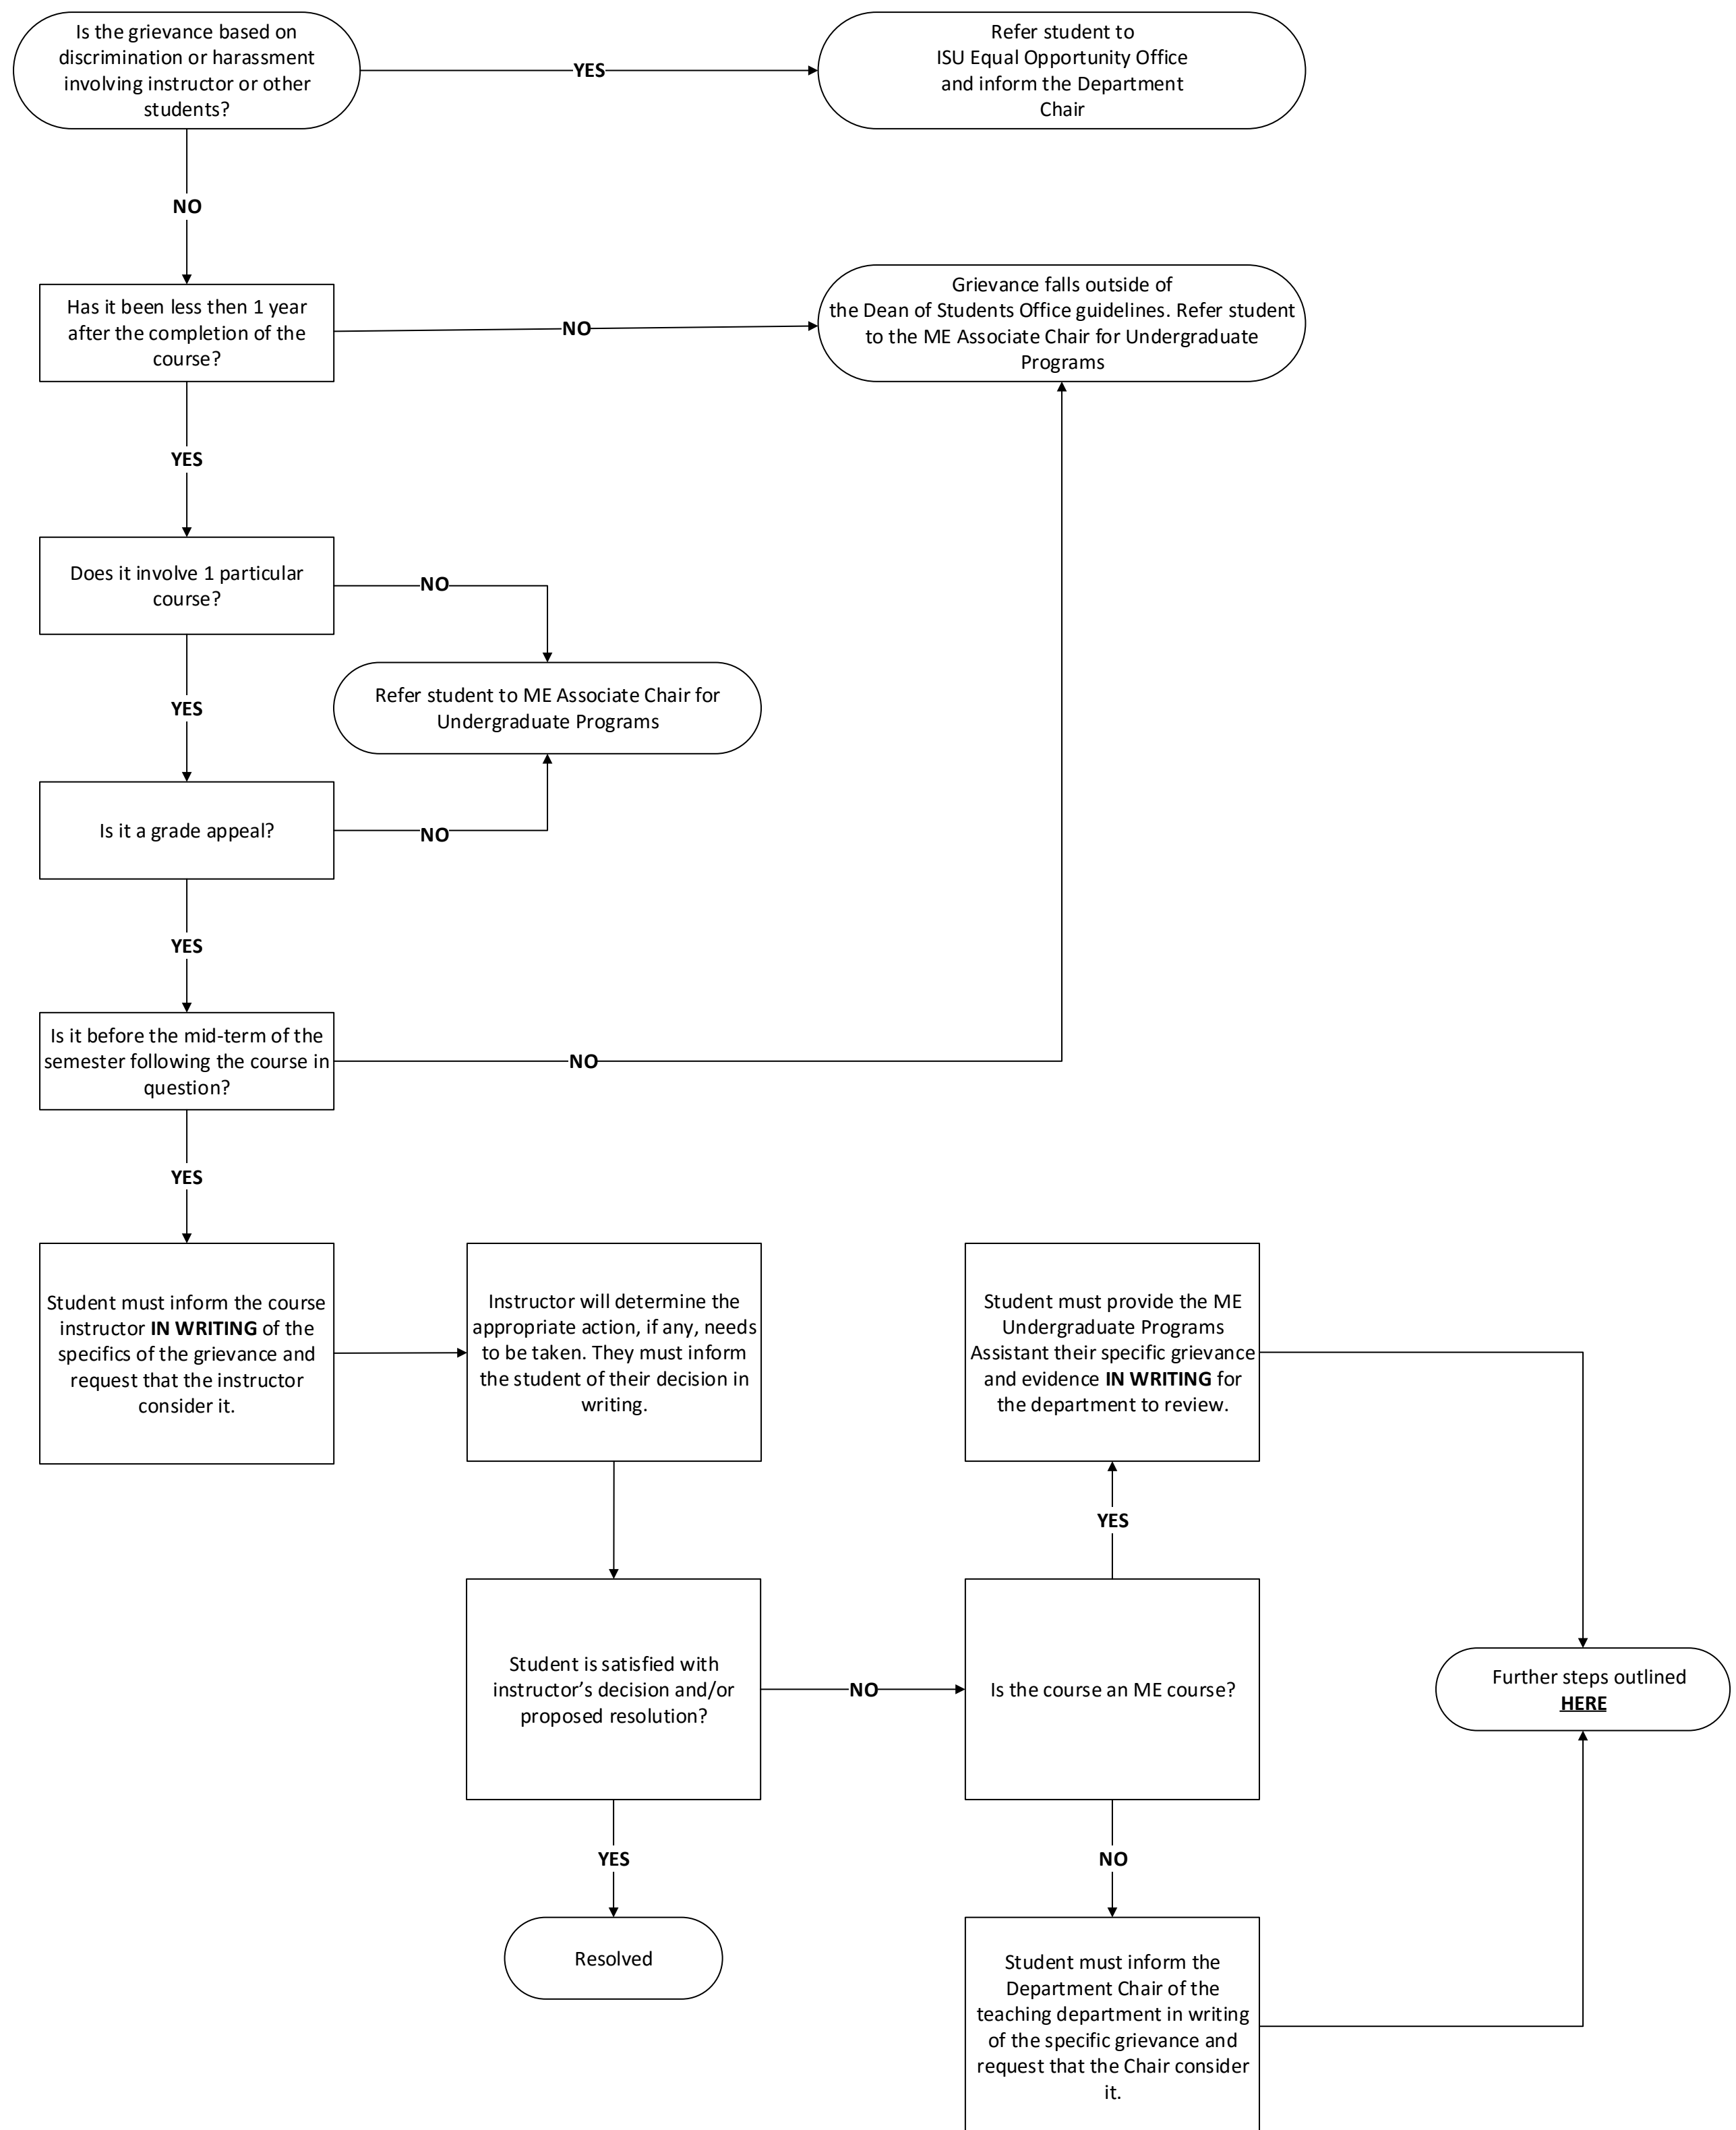 Is the grievance based on
discrimination or harassment
involving instructor or other
students?
YES
Refer student to
ISU Equal Opportunity Office
and inform the Department
Chair
NO
Has it been less then 1 year
after the completion of the
course?
NO
Grievance falls outside of
the Dean of Students Office guidelines. Refer student
to the ME Associate Chair for Undergraduate
Programs
YES
Does it involve 1 particular
course?
NO
Refer student to ME Associate Chair for
Undergraduate Programs
YES
Is it a grade appeal?
NO
YES
Is it before the mid-term of the
semester following the course in
question?
NO
YES
Student must inform the course
instructor IN WRITING of the
specifics of the grievance and
request that the instructor
consider it.
Instructor will determine the
appropriate action, if any, needs
to be taken. They must inform
the student of their decision in
writing.
Student must provide the ME
Undergraduate Programs
Assistant their specific grievance
and evidence IN WRITING for
the department to review.
YES
Student is satisfied with
instructor’s decision and/or
proposed resolution?
NO
Is the course an ME course?
Further steps outlined
HERE
YES
NO
Resolved
Student must inform the
Department Chair of the
teaching department in writing
of the specific grievance and
request that the Chair consider
it.